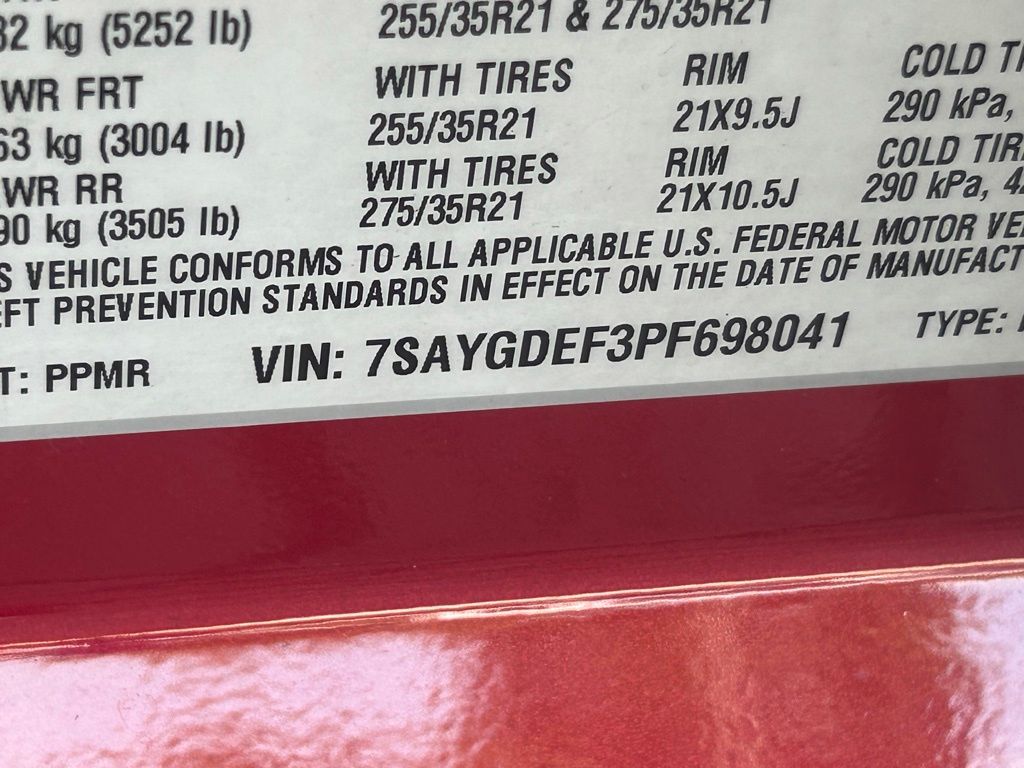 32 kg (5252 lb) 255/35R21 & 275/35R21
WR FRT WITH TIRES RIM COLD
63 kg (3004 lb) 255/35R21 21X9.5J 290 kPa,
WR RR WITH TIRES RIM COLD TIR
90 kg (3505 lb) 275/35R21 21X10.5J 290 kPa, 4
S VEHICLE CONFORMS TO ALL APPLICABLE U.S. FEDERAL MOTOR VE
EFT PREVENTION STANDARDS IN EFFECT ON THE DATE OF MANUFACT
T: PPMR VIN: 7SAYGDEF3PF698041 TYPE: